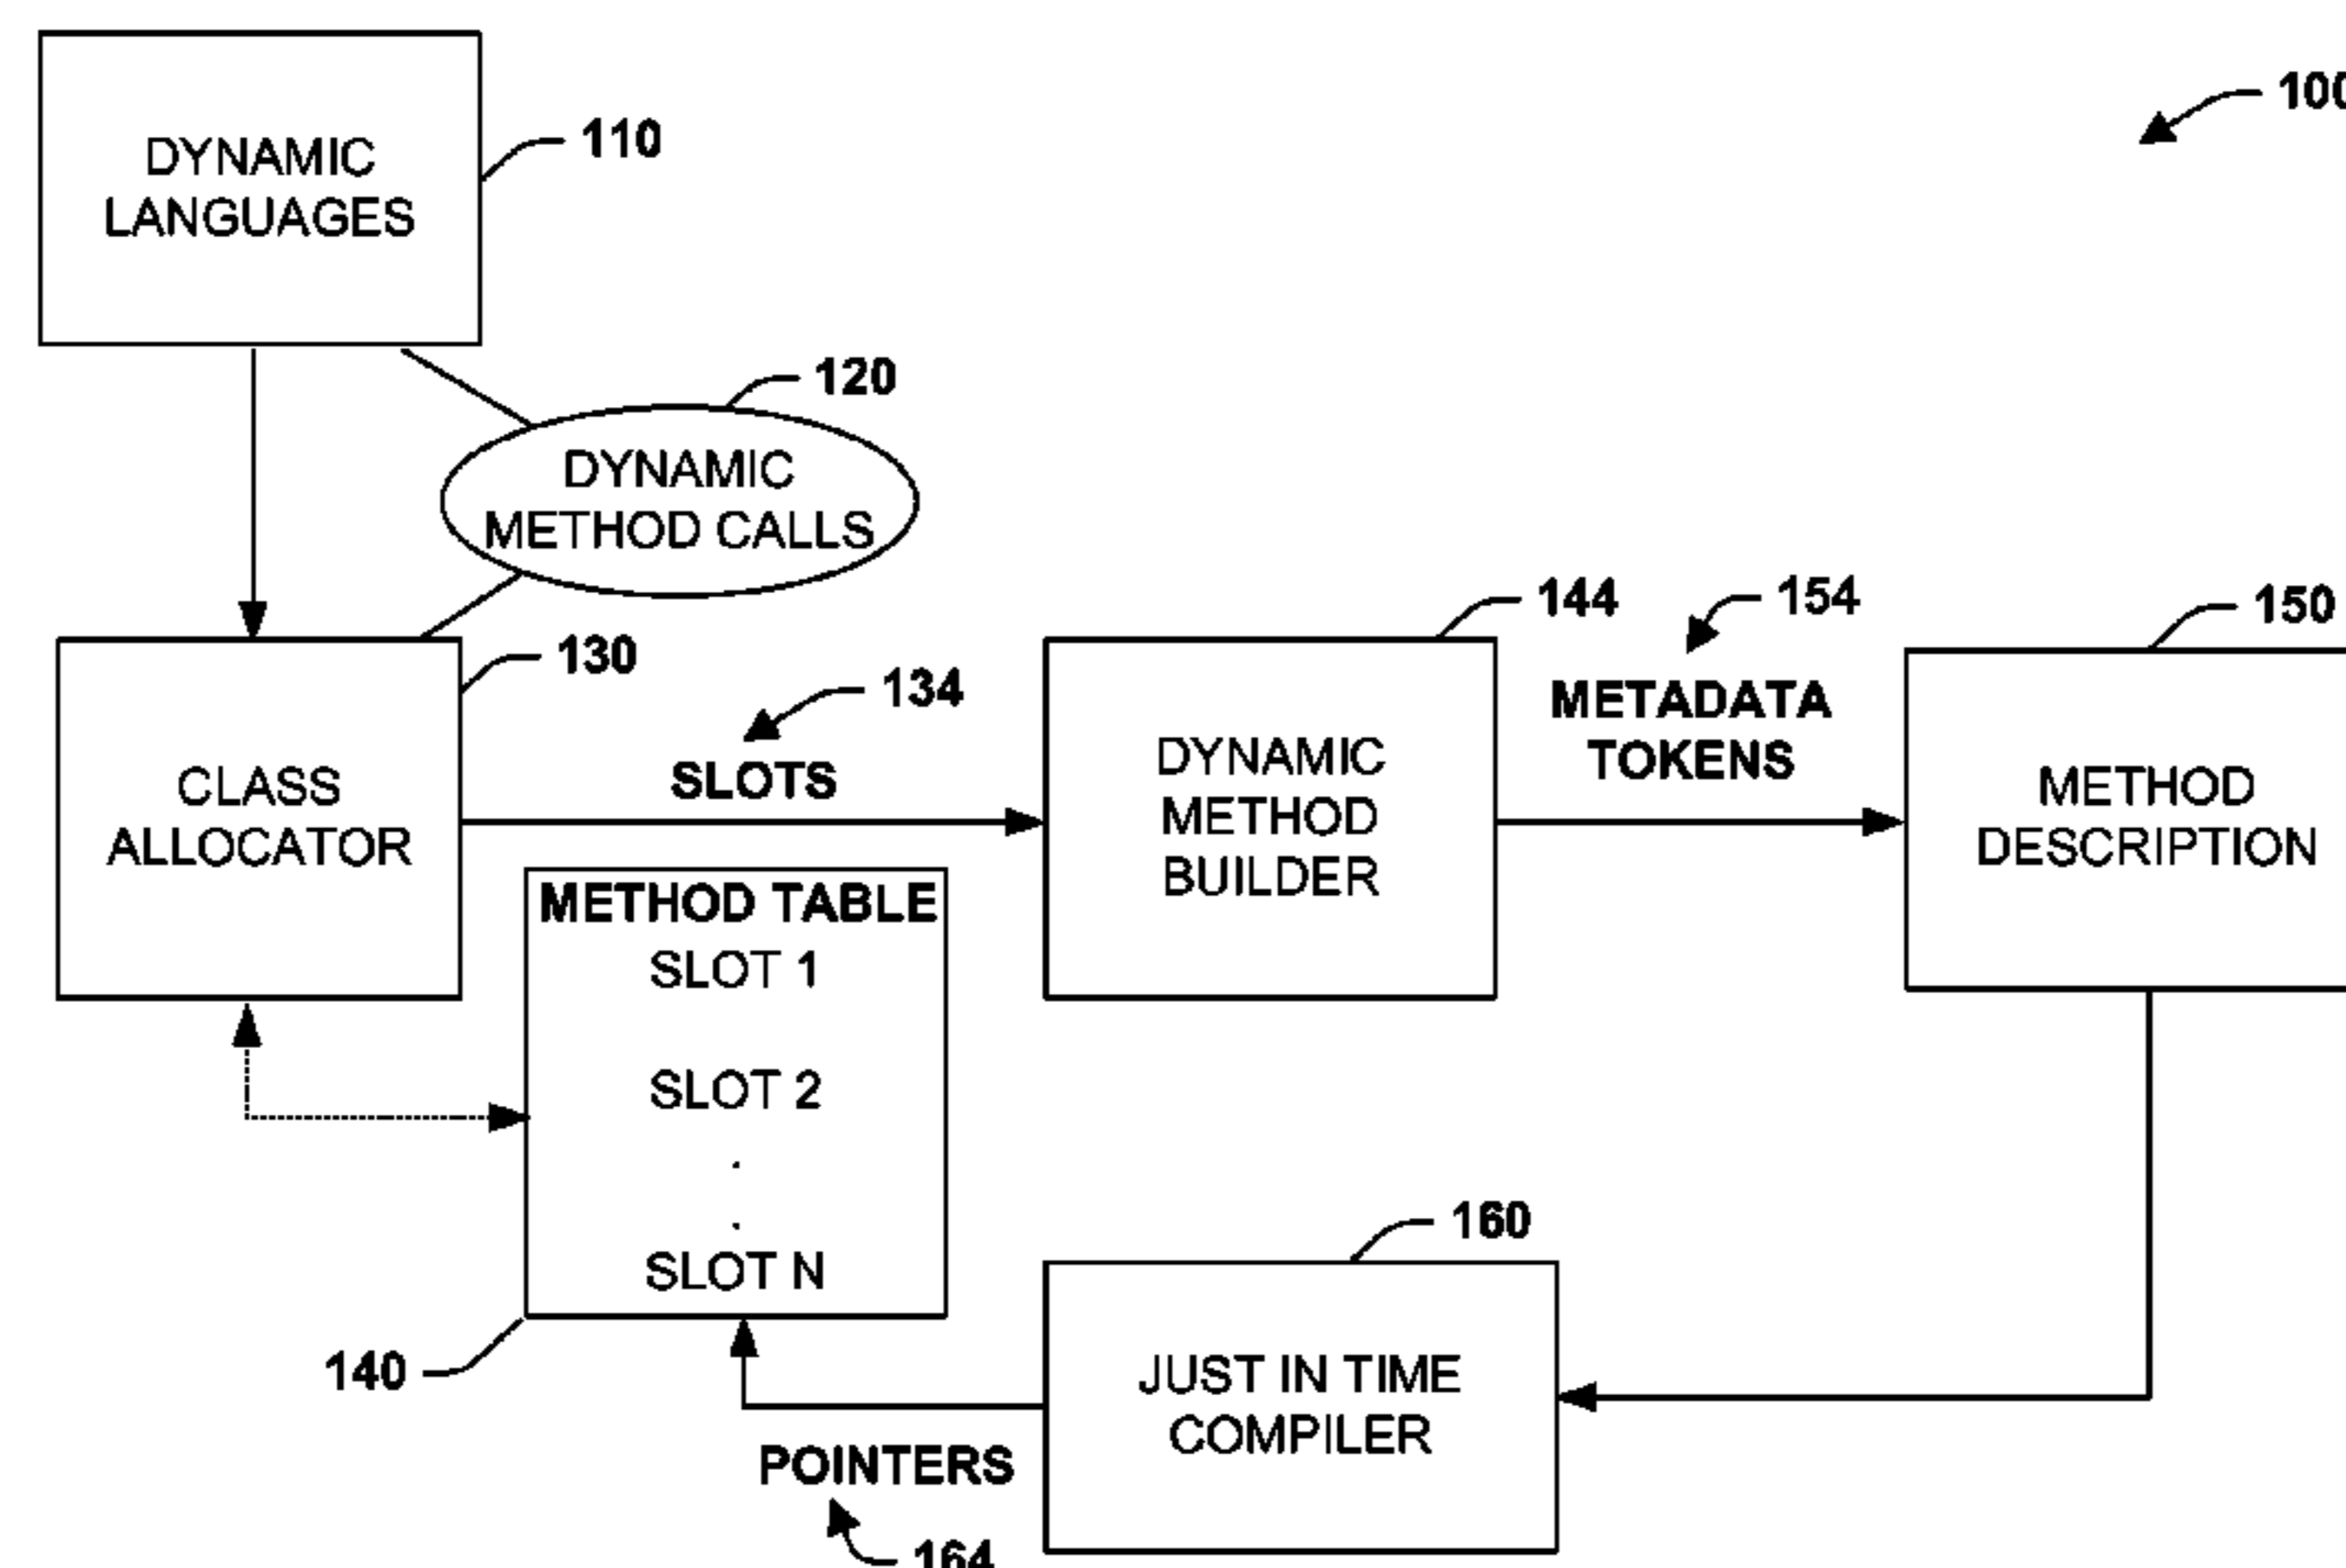 DYNAMIC
LANGUAGES
110
100
120
DYNAMIC
METHOD CALLS
130
134
SLOTS
CLASS
ALLOCATOR
144
154
METADATA
TOKENS
150
DYNAMIC
METHOD
BUILDER
METHOD
DESCRIPTION
METHOD TABLE
SLOT 1
SLOT 2
.
.
SLOT N
140
160
JUST IN TIME
COMPILER
POINTERS
164